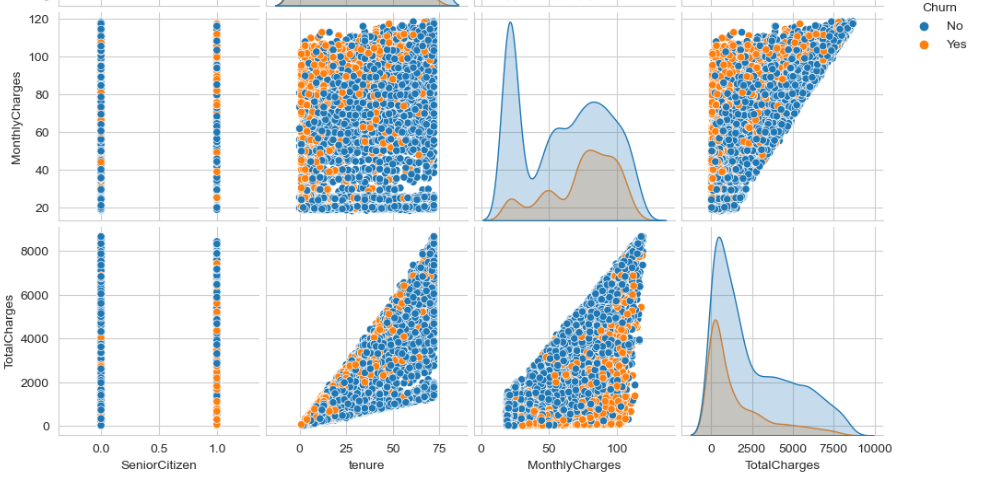 Churn
No
Yes
120
100
80
60
40
20
MonthlyCharges
8000
6000
4000
2000
0
TotalCharges
0.0 0.5 1.0
SeniorCitizen
0 25 50 75
tenure
0 50 100
MonthlyCharges
0 2500 5000 7500 10000
TotalCharges